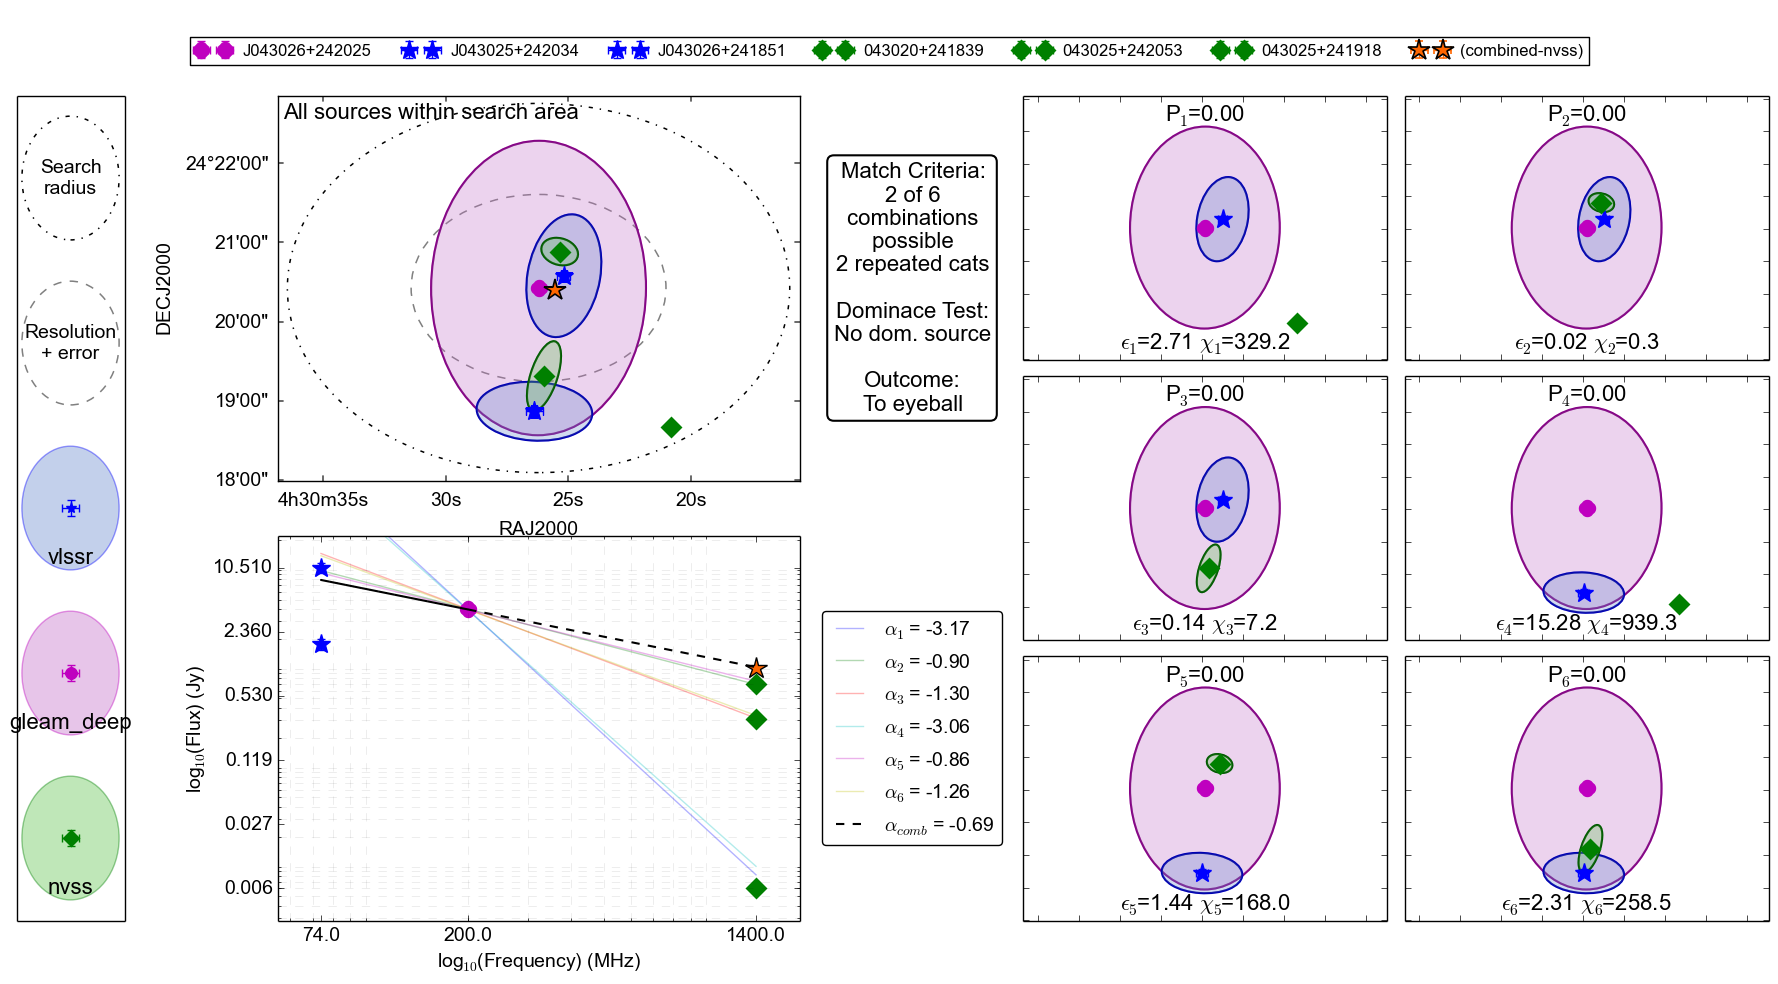 J043026+242025 J043025+242034 J043026+241851 043020+241839 043025+242053 043025+241918 (combined-nvss)
Search
radius
Resolution
+ error
vlssr
gleam_deep
nvss
All sources within search area
24°22'00"
21'00"
20'00"
19'00"
18'00"
DECJ2000
4h30m35s 30s 25s 20s
RAJ2000
Match Criteria:
2 of 6
combinations
possible
2 repeated cats
Dominace Test:
No dom. source
Outcome:
To eyeball
10.510
2.360
0.530
0.119
0.027
0.006
log₁₀(Flux) (Jy)
74.0 200.0 1400.0
log₁₀(Frequency) (MHz)
α₁ = -3.17
α₂ = -0.90
α₃ = -1.30
α₄ = -3.06
α₅ = -0.86
α₆ = -1.26
α_comb = -0.69
P₁=0.00
ϵ₁=2.71 χ₁=329.2
P₂=0.00
ϵ₂=0.02 χ₂=0.3
P₃=0.00
ϵ₃=0.14 χ₃=7.2
P₄=0.00
ϵ₄=15.28 χ₄=939.3
P₅=0.00
ϵ₅=1.44 χ₅=168.0
P₆=0.00
ϵ₆=2.31 χ₆=258.5